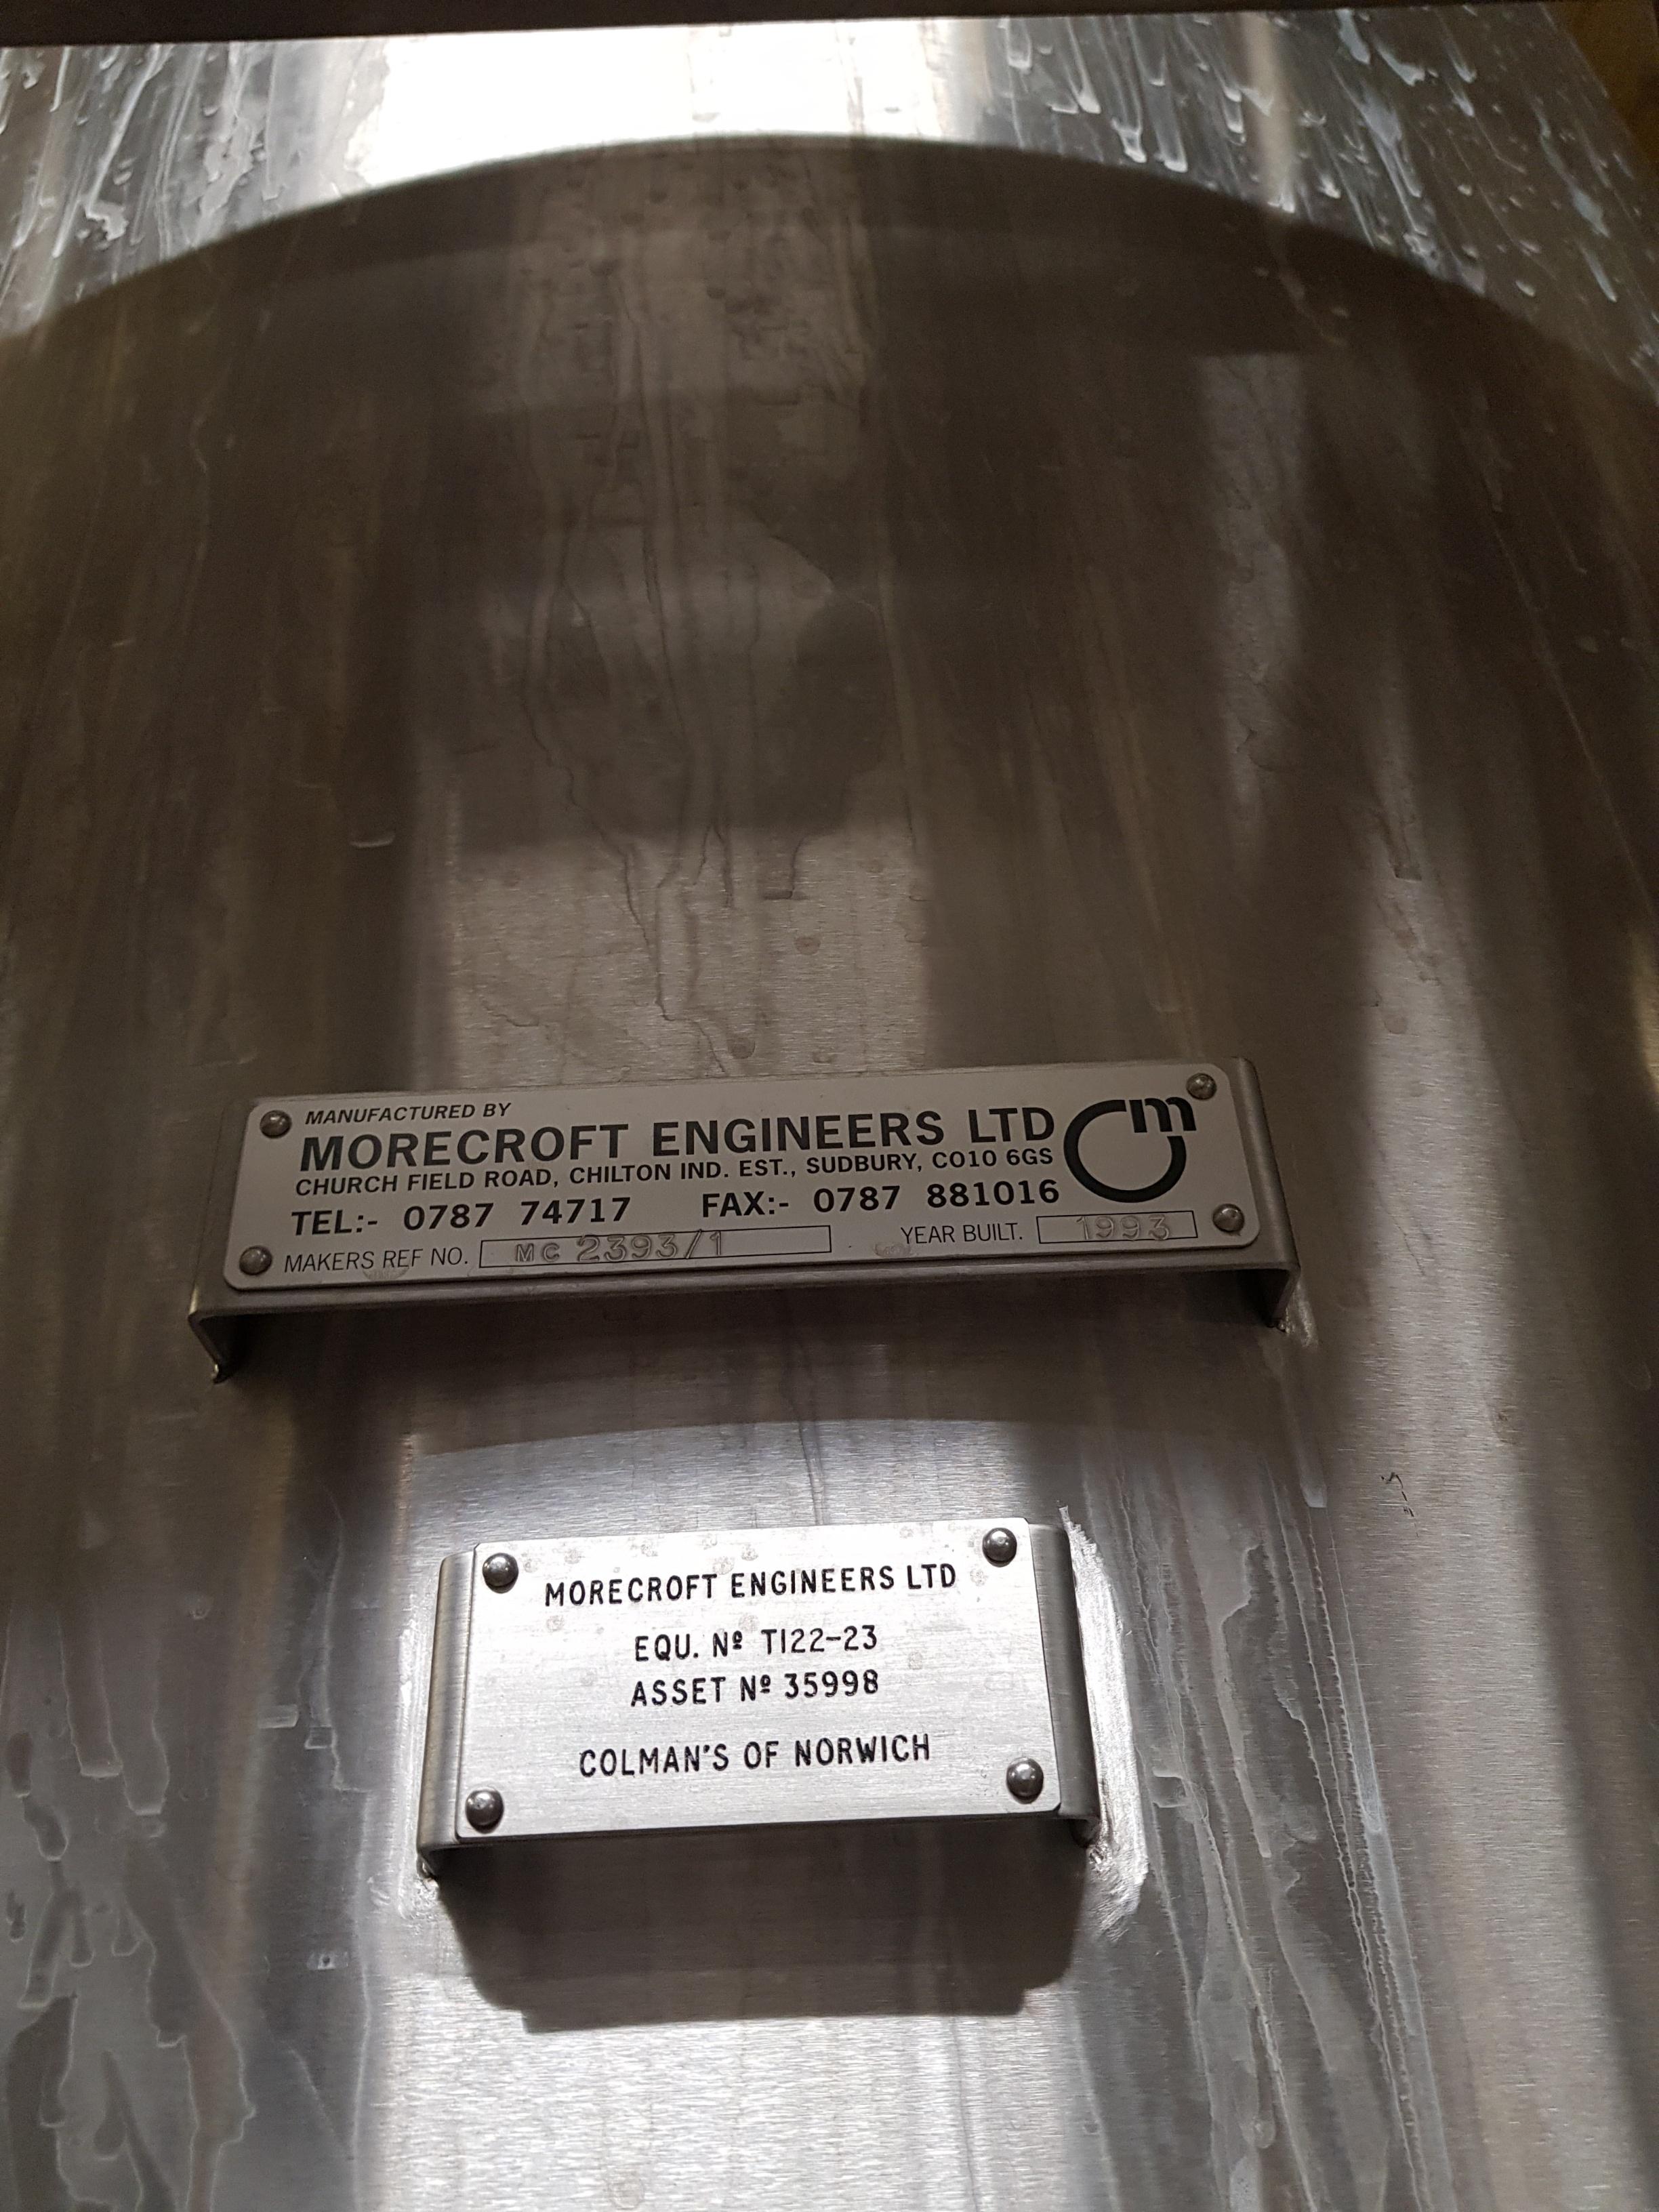 MANUFACTURED BY
MORECROFT ENGINEERS LTD
CHURCH FIELD ROAD, CHILTON IND. EST., SUDBURY, CO10 6GS
TEL:- 0787 74717 FAX:- 0787 881016
MAKERS REF NO. MC 2393/1 YEAR BUILT. 1993
cm
MORECROFT ENGINEERS LTD
EQU. Nº T122-23
ASSET Nº 35998
COLMAN'S OF NORWICH